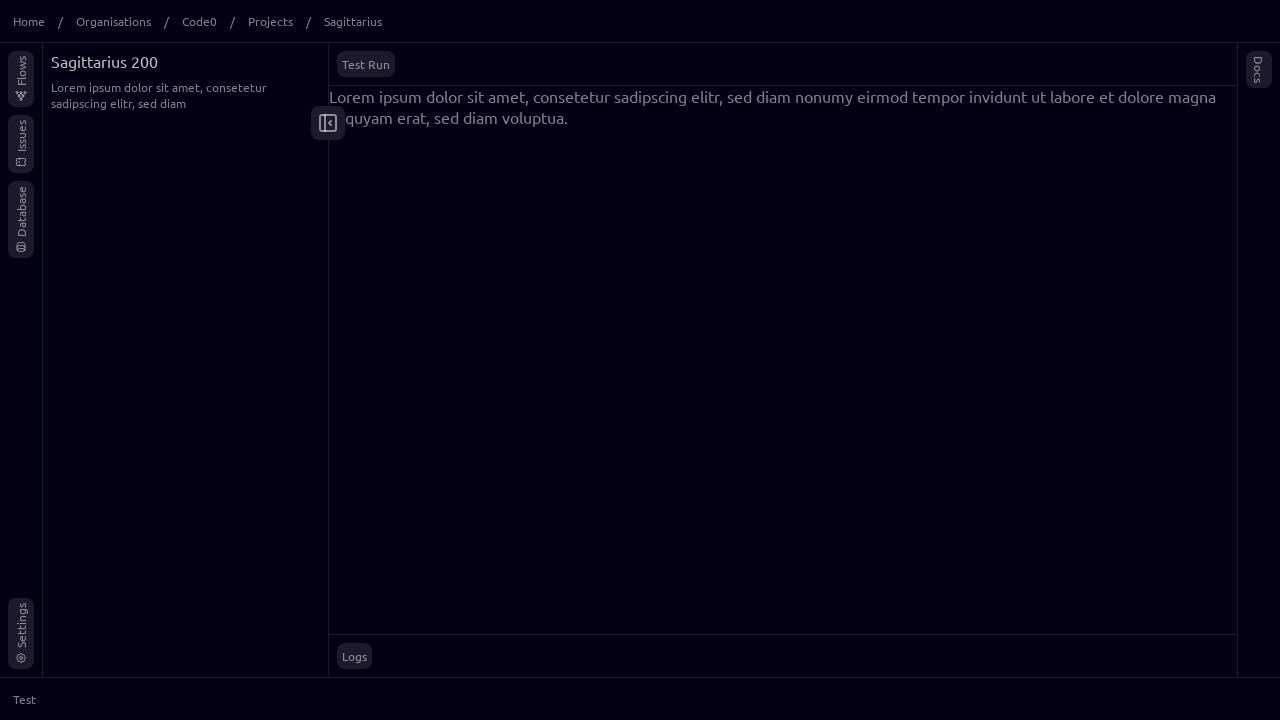 Home / Organisations / Code0 / Projects / Sagittarius
Flows
Issues
Database
Settings
Sagittarius 200
Lorem ipsum dolor sit amet, consetetur
sadipscing elitr, sed diam
Test Run
Lorem ipsum dolor sit amet, consetetur sadipscing elitr, sed diam nonumy eirmod tempor invidunt ut labore et dolore magna
quyam erat, sed diam voluptua.
Logs
Docs
Test